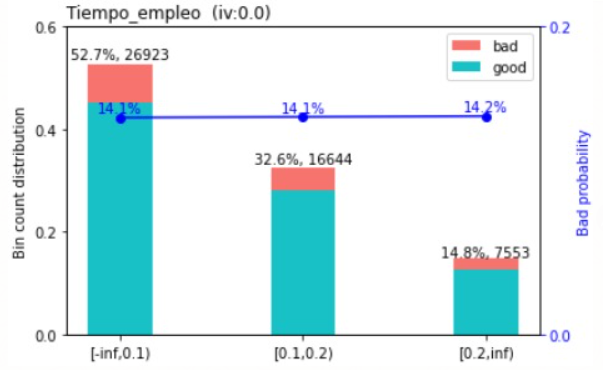 Tiempo_empleo (iv:0.0)
0.6
0.2
bad
good
52.7%, 26923
14.1%
14.1%
14.2%
0.4
32.6%, 16644
0.2
14.8%, 7553
0.0
0.0
[-inf,0.1)
[0.1,0.2)
[0.2,inf)
Bin count distribution
Bad probability